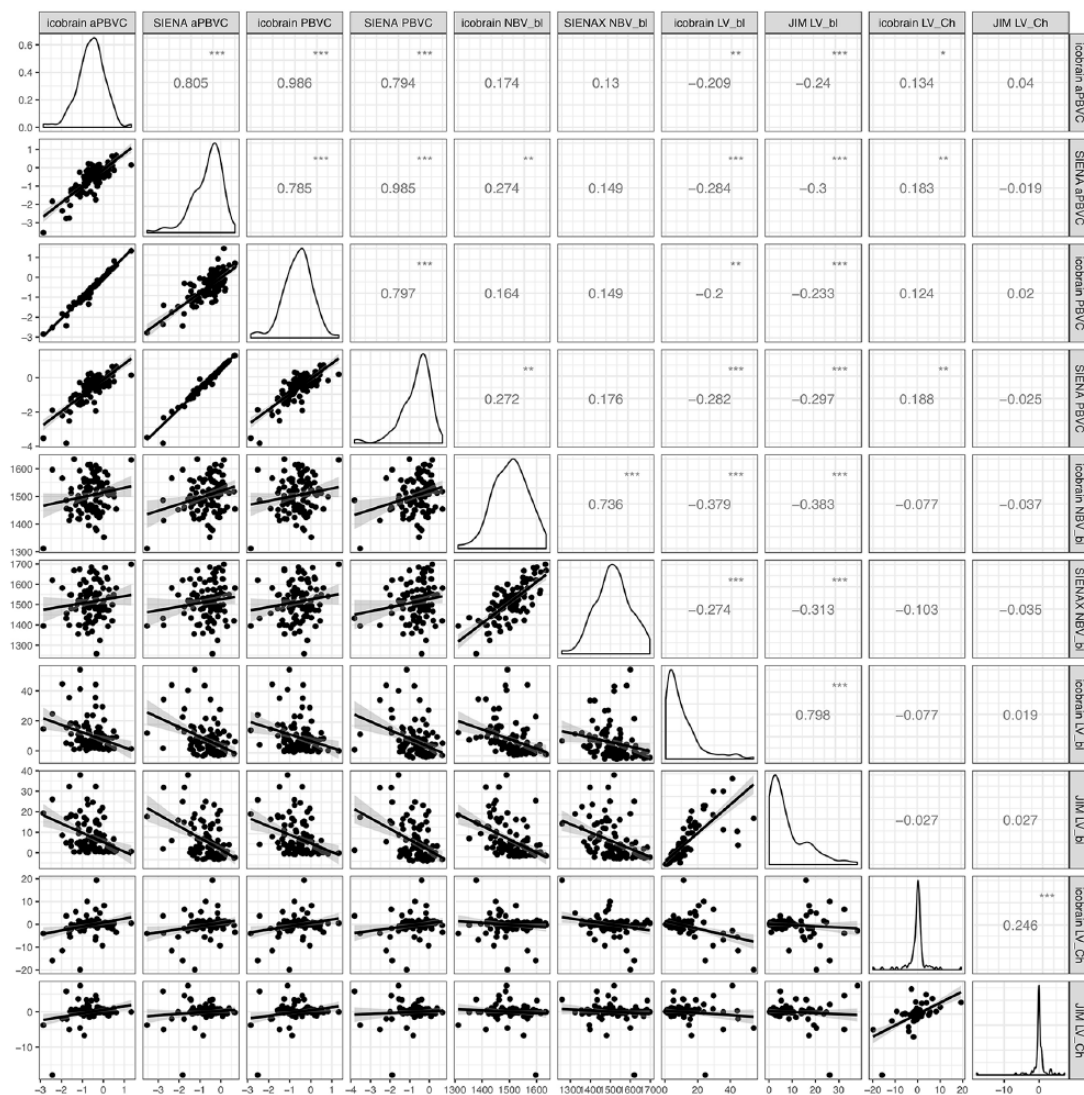 icobrain aPBVC SIENA aPBVC icobrain PBVC SIENA PBVC icobrain NBV_bl SIENAX NBV_bl icobrain LV_bl JIM LV_bl icobrain LV_Ch JIM LV_Ch
0.6
*** *** *** ** *** *
0.4
0.805 0.986 0.794 0.174 0.13 −0.209 −0.24 0.134 0.04
0.2
0.0
icobrain aPBVC
1
*** *** ** *** *** **
0
−1
0.785 0.985 0.274 0.149 −0.284 −0.3 0.183 −0.019
−2
−3
SIENA aPBVC
1
*** ** ***
0
−1
0.797 0.164 0.149 −0.2 −0.233 0.124 0.02
−2
−3
icobrain PBVC
** *** *** **
0
0.272 0.176 −0.282 −0.297 0.188 −0.025
−2
−4
SIENA PBVC
1600
*** *** ***
1500
0.736 −0.379 −0.383 −0.077 −0.037
1400
1300
icobrain NBV_bl
1700
1600
*** ***
1500
−0.274 −0.313 −0.103 −0.035
1400
1300
SIENAX NBV_bl
***
40
0.798 −0.077 0.019
20
0
icobrain LV_bl
40
30
20
−0.027 0.027
10
0
JIM LV_bl
20
***
10
0
0.246
−10
−20
icobrain LV_Ch
0
−10
JIM LV_Ch
−3 −2 −1 0 1 −3 −2 −1 0 1 −3 −2 −1 0 1 −4 −3 −2 −1 0 1300 1400 1500 1600 1300 1400 1500 1600 1700 0 20 40 0 10 20 30 −20 −10 0 10 20 −10 0